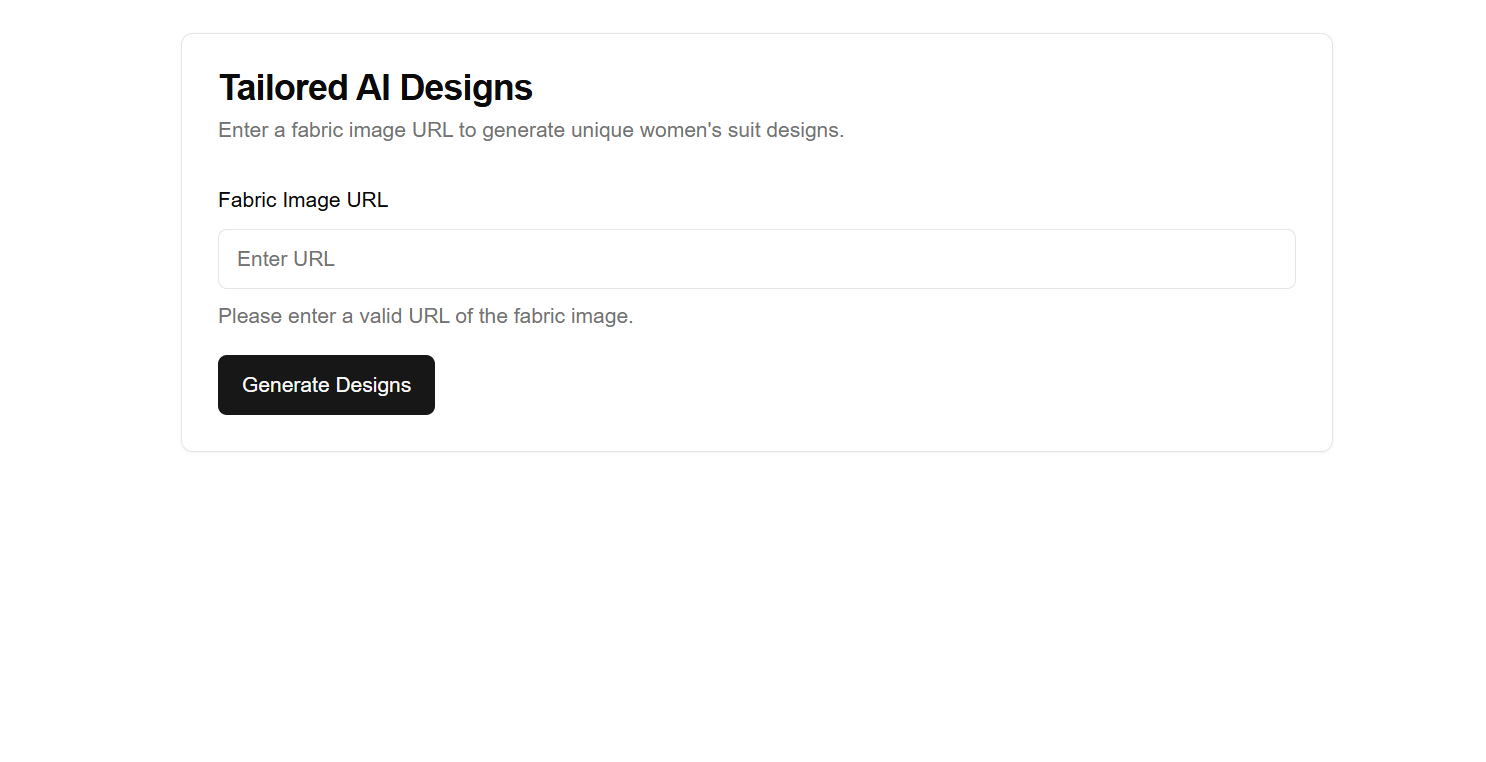 Tailored AI Designs
Enter a fabric image URL to generate unique women's suit designs.
Fabric Image URL
Enter URL
Please enter a valid URL of the fabric image.
Generate Designs